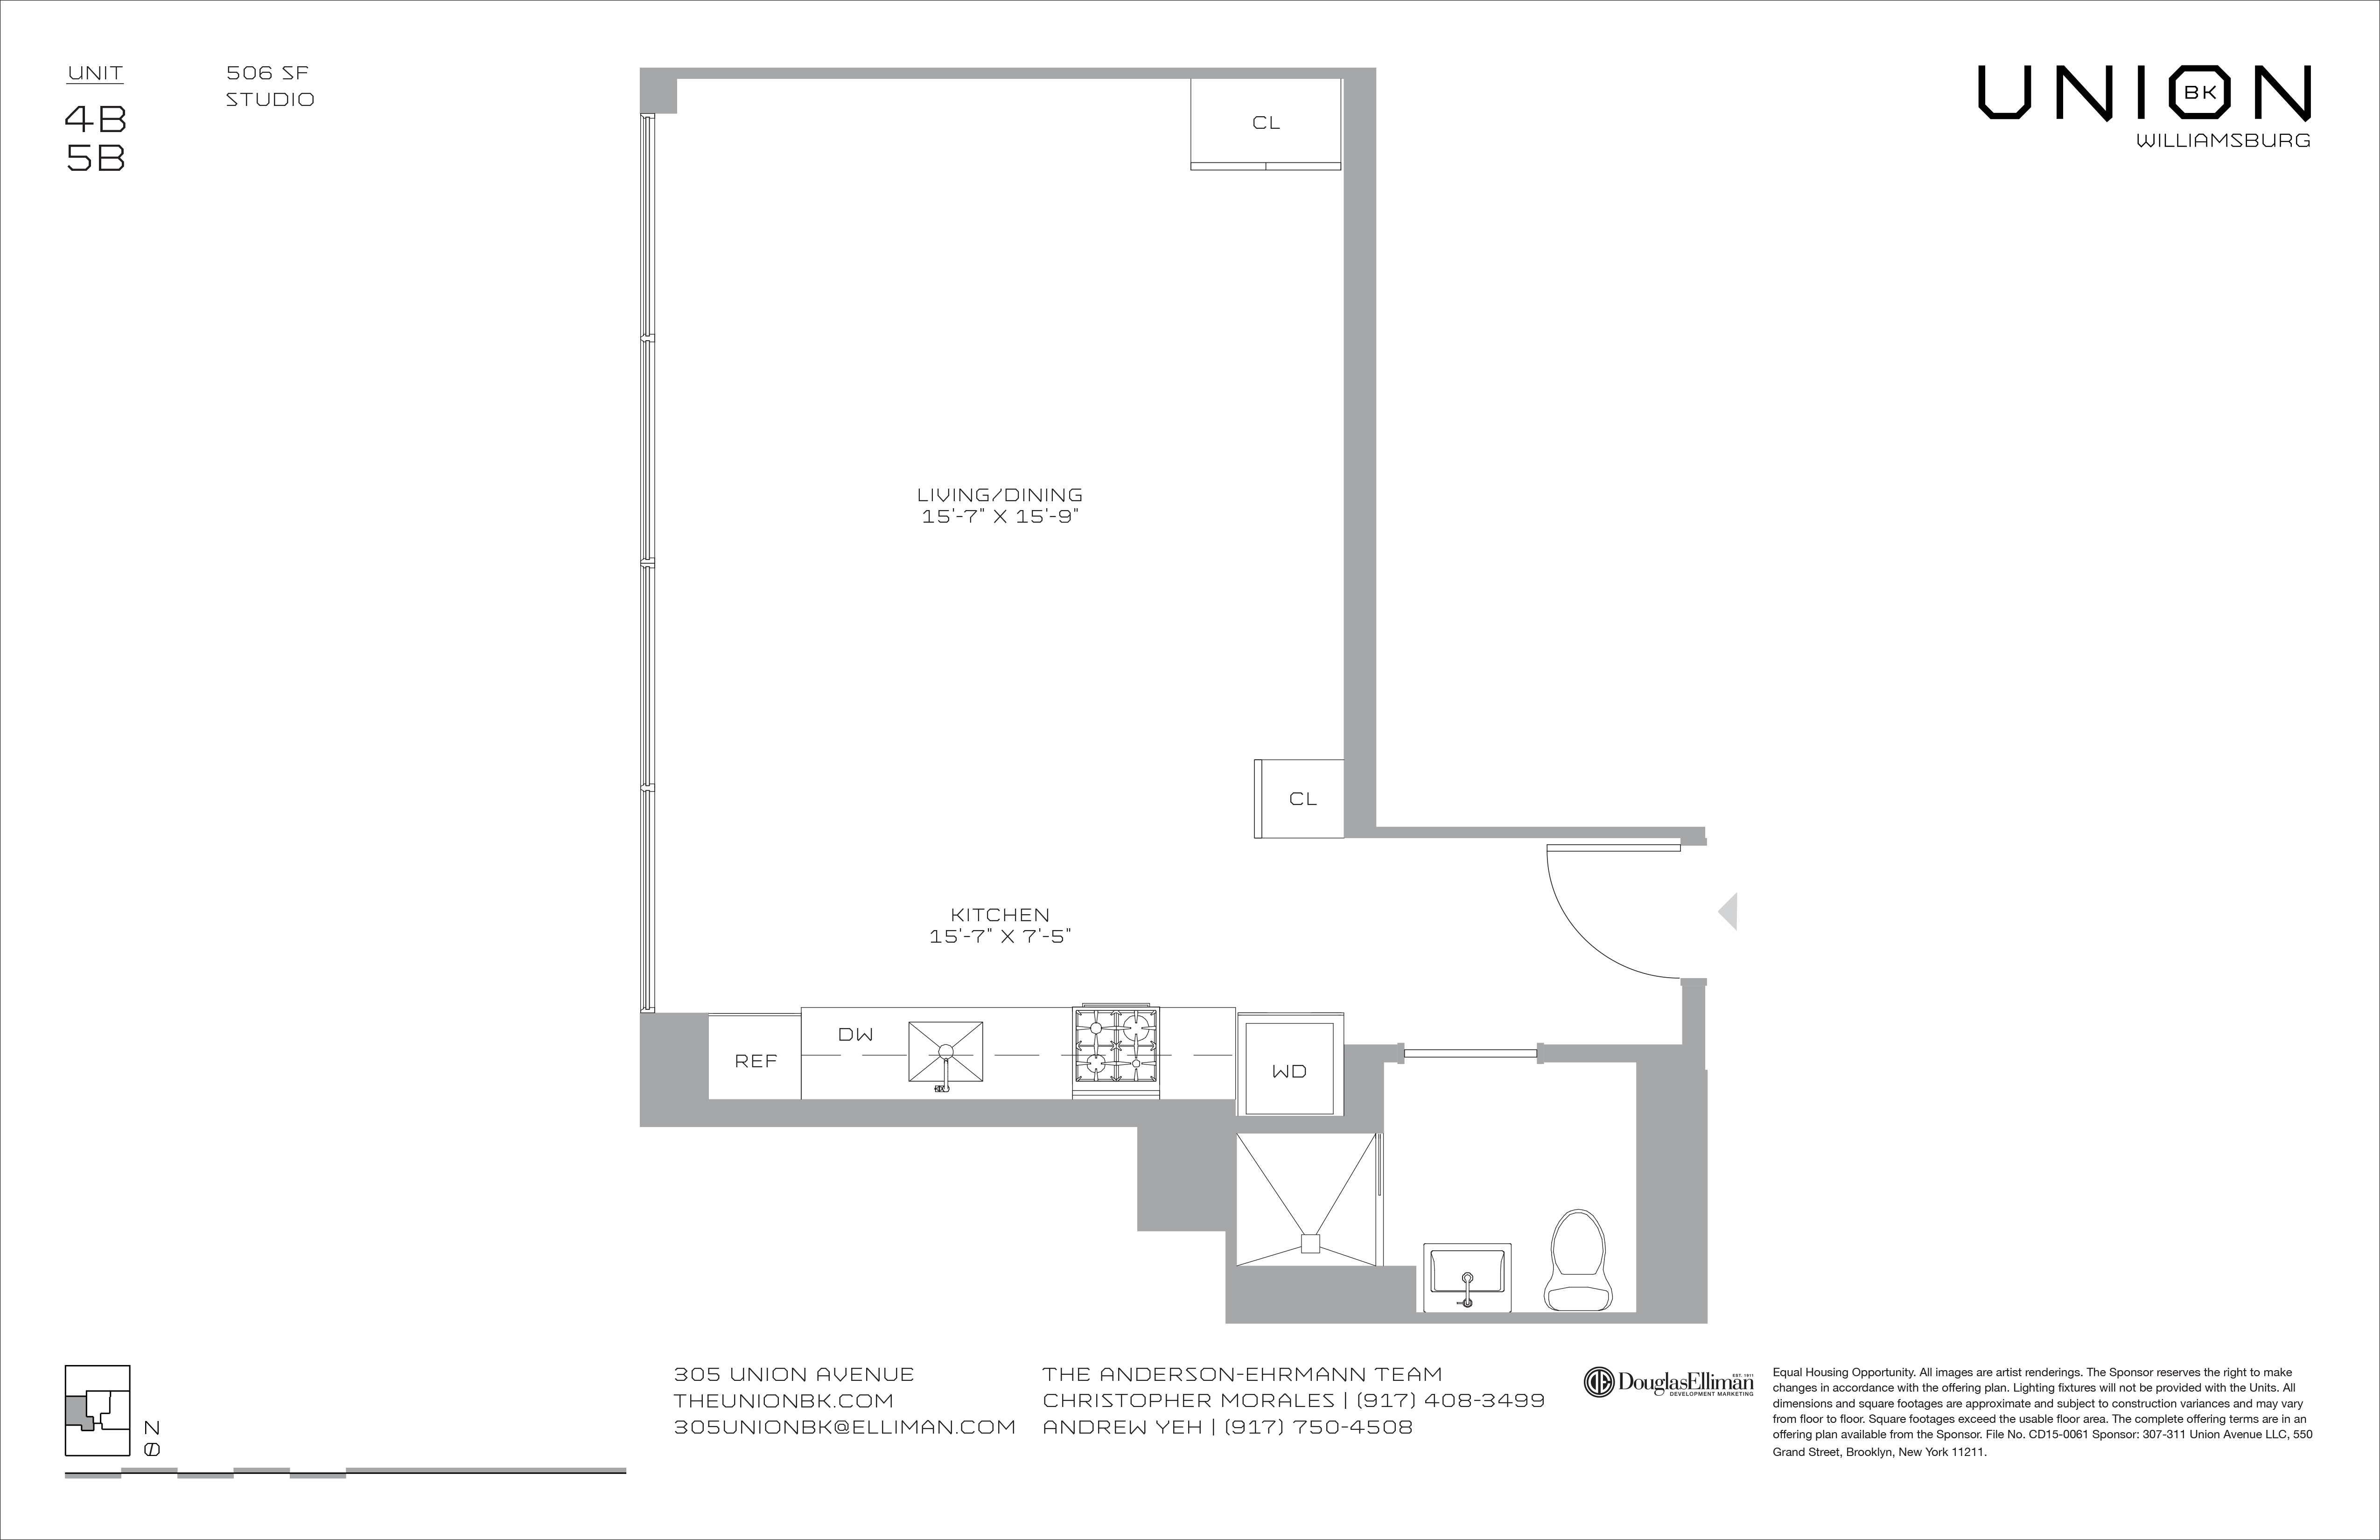 UNIT
4B
5B
506 SF
STUDIO
UNION
BK
WILLIAMSBURG
CL
LIVING/DINING
15'-7" X 15'-9"
CL
KITCHEN
15'-7" X 7'-5"
DW
REF
WD
N
305 UNION AVENUE
THEUNIONBK.COM
305UNIONBK@ELLIMAN.COM
THE ANDERSON-EHRMANN TEAM
CHRISTOPHER MORALES | (917) 408-3499
ANDREW YEH | (917) 750-4508
DE
EST. 1911
DouglasElliman
DEVELOPMENT MARKETING
Equal Housing Opportunity. All images are artist renderings. The Sponsor reserves the right to make
changes in accordance with the offering plan. Lighting fixtures will not be provided with the Units. All
dimensions and square footages are approximate and subject to construction variances and may vary
from floor to floor. Square footages exceed the usable floor area. The complete offering terms are in an
offering plan available from the Sponsor. File No. CD15-0061 Sponsor: 307-311 Union Avenue LLC, 550
Grand Street, Brooklyn, New York 11211.